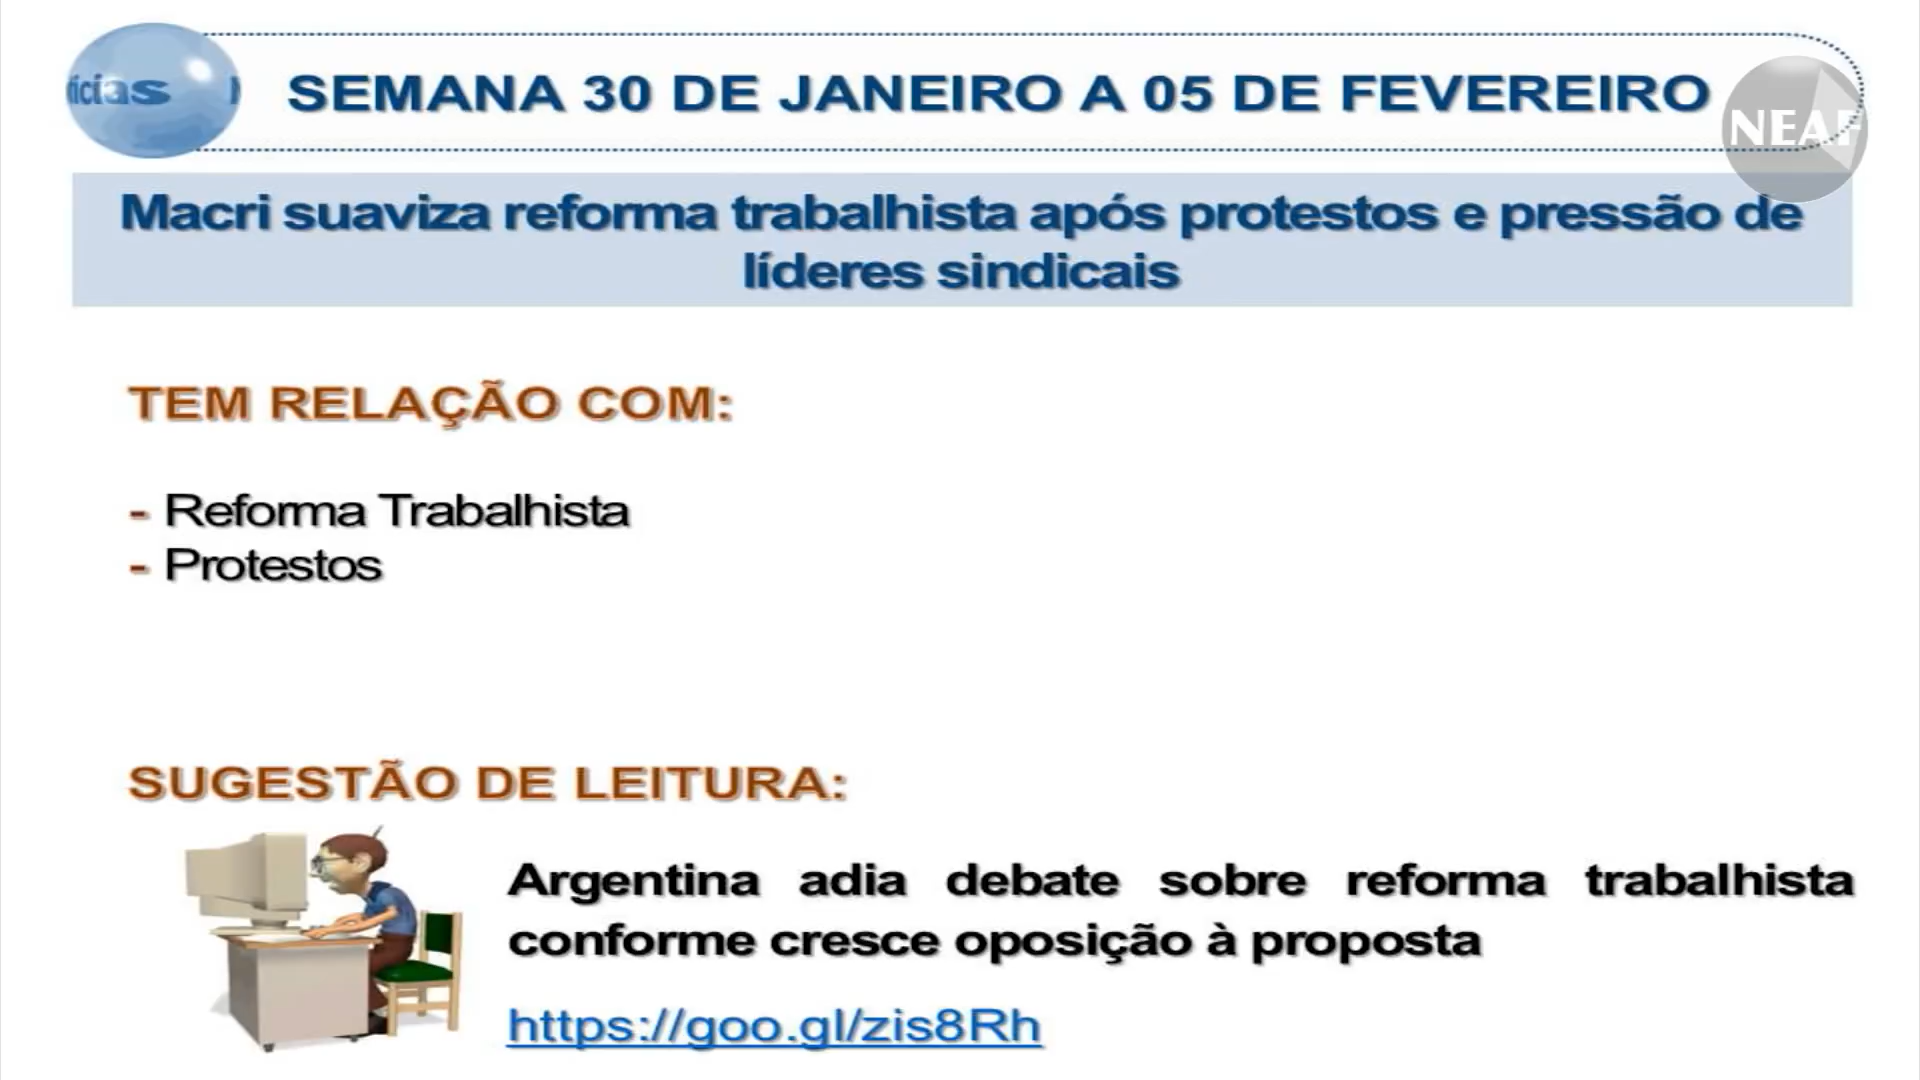 ícias N
SEMANA 30 DE JANEIRO A 05 DE FEVEREIRO
NEAF
Macri suaviza reforma trabalhista após protestos e pressão de
líderes sindicais
TEM RELAÇÃO COM:
- Reforma Trabalhista
- Protestos
SUGESTÃO DE LEITURA:
Argentina adia debate sobre reforma trabalhista
conforme cresce oposição à proposta
https://goo.gl/zis8Rh